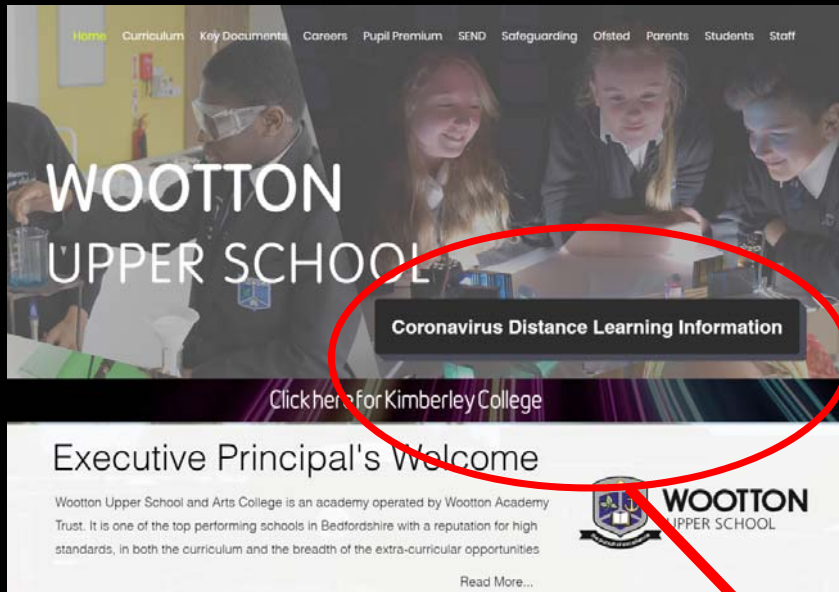 Home Curriculum Key Documents Careers Pupil Premium SEND Safeguarding Ofsted Parents Students Staff
WOOTTON
UPPER SCHOOL
Coronavirus Distance Learning Information
Click here for Kimberley College
Executive Principal's Welcome
Wootton Upper School and Arts College is an academy operated by Wootton Academy
Trust. It is one of the top performing schools in Bedfordshire with a reputation for high
standards, in both the curriculum and the breadth of the extra-curricular opportunities
Read More...
WOOTTON
UPPER SCHOOL